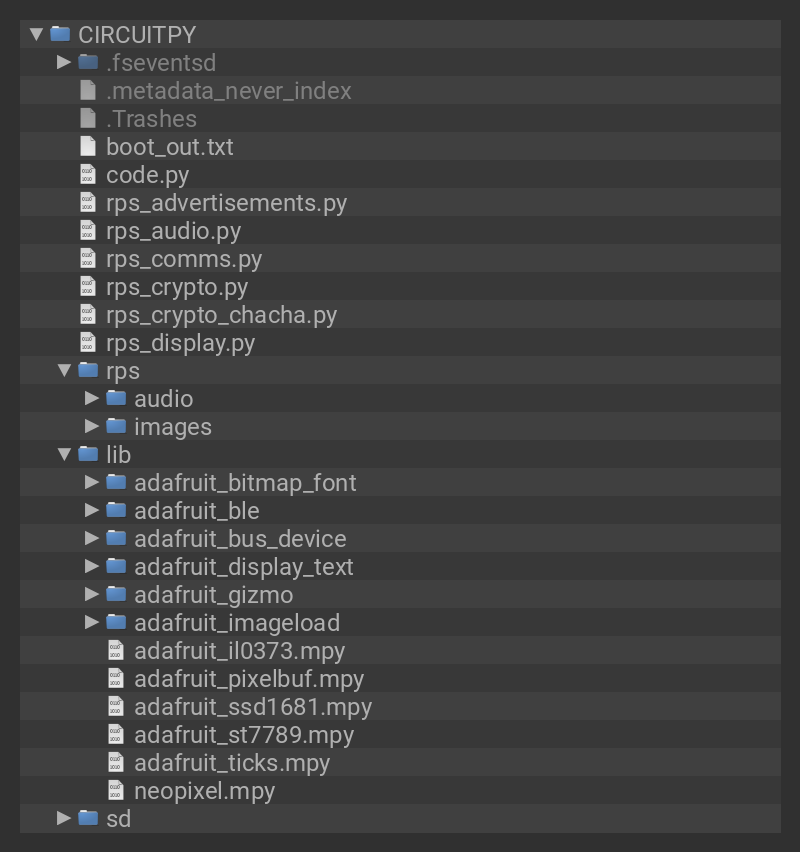 CIRCUITPY
.fseventsd
.metadata_never_index
.Trashes
boot_out.txt
code.py
rps_advertisements.py
rps_audio.py
rps_comms.py
rps_crypto.py
rps_crypto_chacha.py
rps_display.py
rps
audio
images
lib
adafruit_bitmap_font
adafruit_ble
adafruit_bus_device
adafruit_display_text
adafruit_gizmo
adafruit_imageload
adafruit_il0373.mpy
adafruit_pixelbuf.mpy
adafruit_ssd1681.mpy
adafruit_st7789.mpy
adafruit_ticks.mpy
neopixel.mpy
sd